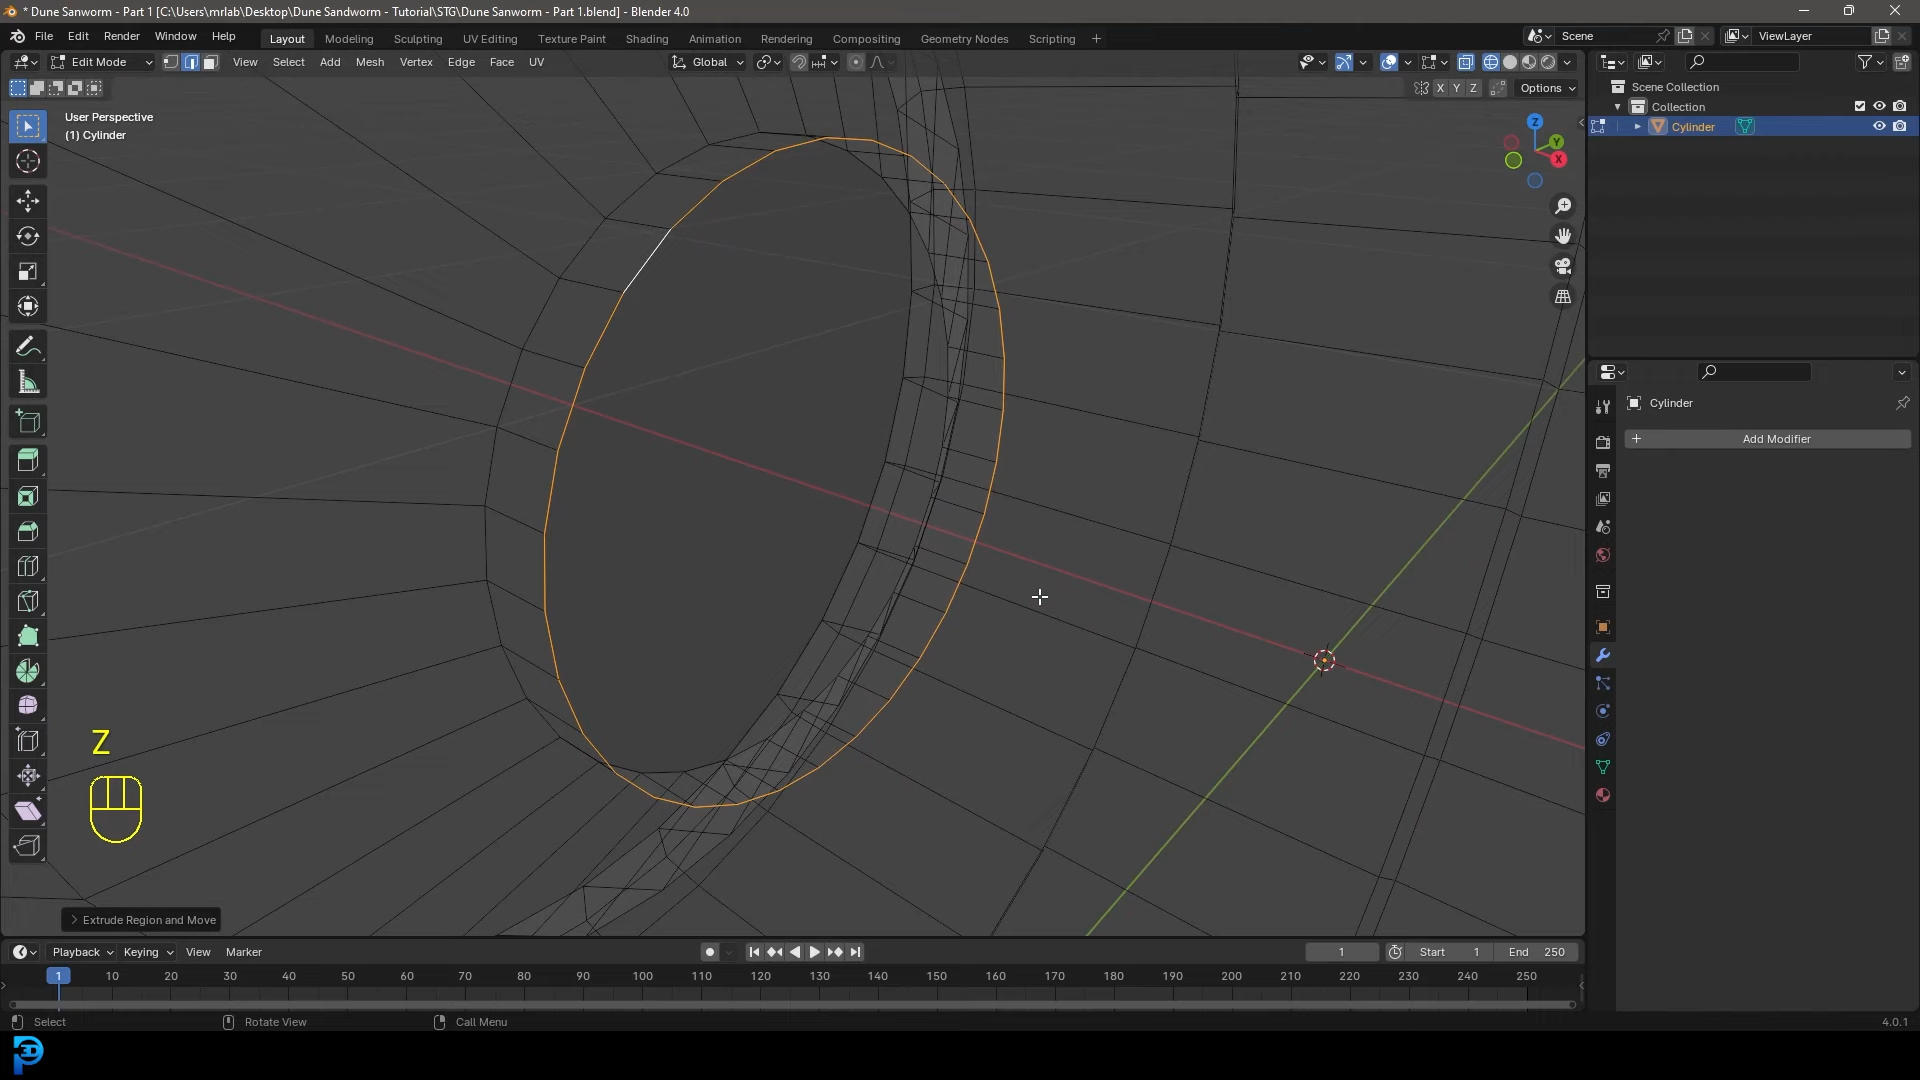 * Dune Sanworm - Part 1 [C:\Users\mrlab\Desktop\Dune Sandworm - Tutorial\STG\Dune Sanworm - Part 1.blend] - Blender 4.0
File Edit Render Window Help Layout Modeling Sculpting UV Editing Texture Paint Shading Animation Rendering Compositing Geometry Nodes Scripting + Scene ViewLayer
Edit Mode View Select Add Mesh Vertex Edge Face UV Global
X Y Z Options
User Perspective
(1) Cylinder
Z
Y
X
Scene Collection
Collection
Cylinder
Cylinder
+ Add Modifier
Z
> Extrude Region and Move
Playback Keying View Marker 1 Start 1 End 250
1 10 20 30 40 50 60 70 80 90 100 110 120 130 140 150 160 170 180 190 200 210 220 230 240 250
Select Rotate View Call Menu 4.0.1
3D